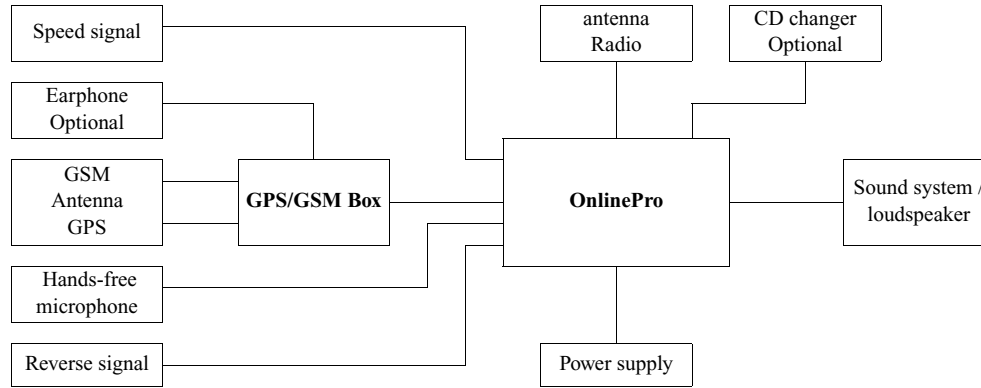 Speed signal
antenna
Radio
CD changer
Optional
Earphone
Optional
GSM
Antenna
GPS
GPS/GSM Box
OnlinePro
Sound system /
loudspeaker
Hands-free
microphone
Reverse signal
Power supply